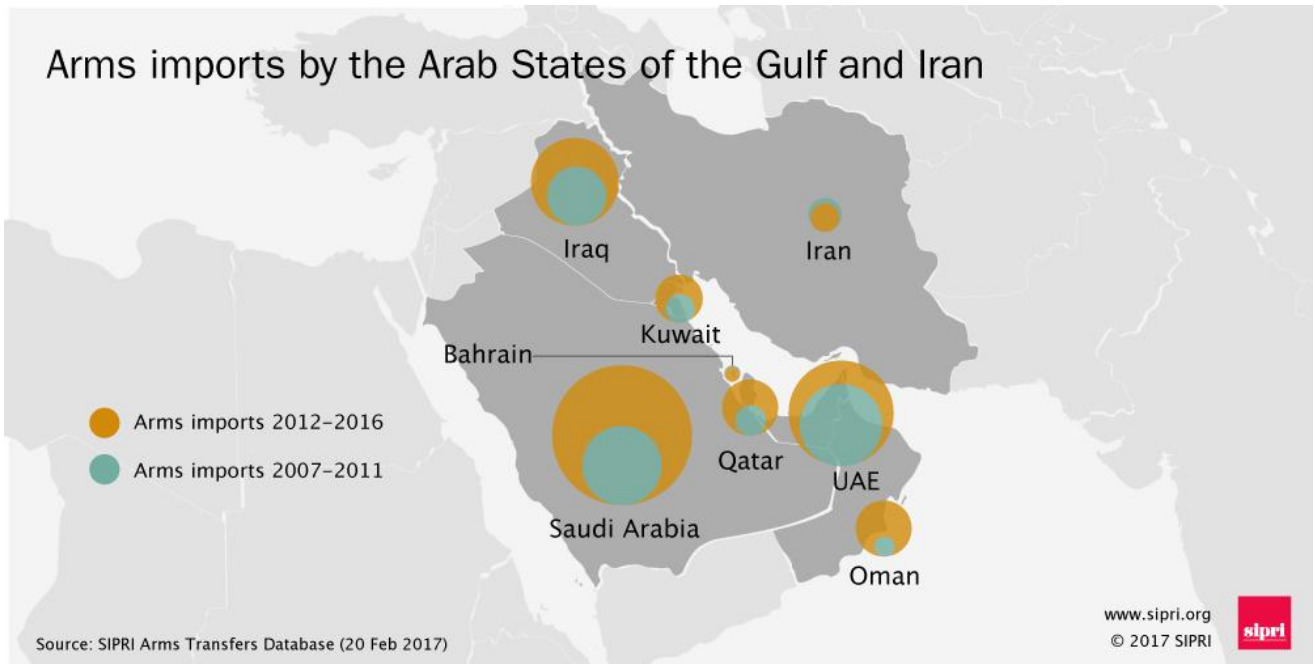 Arms imports by the Arab States of the Gulf and Iran
Iraq
Iran
Kuwait
Bahrain
Qatar
UAE
Saudi Arabia
Oman
Arms imports 2012–2016
Arms imports 2007–2011
Source: SIPRI Arms Transfers Database (20 Feb 2017)
www.sipri.org
© 2017 SIPRI
sipri